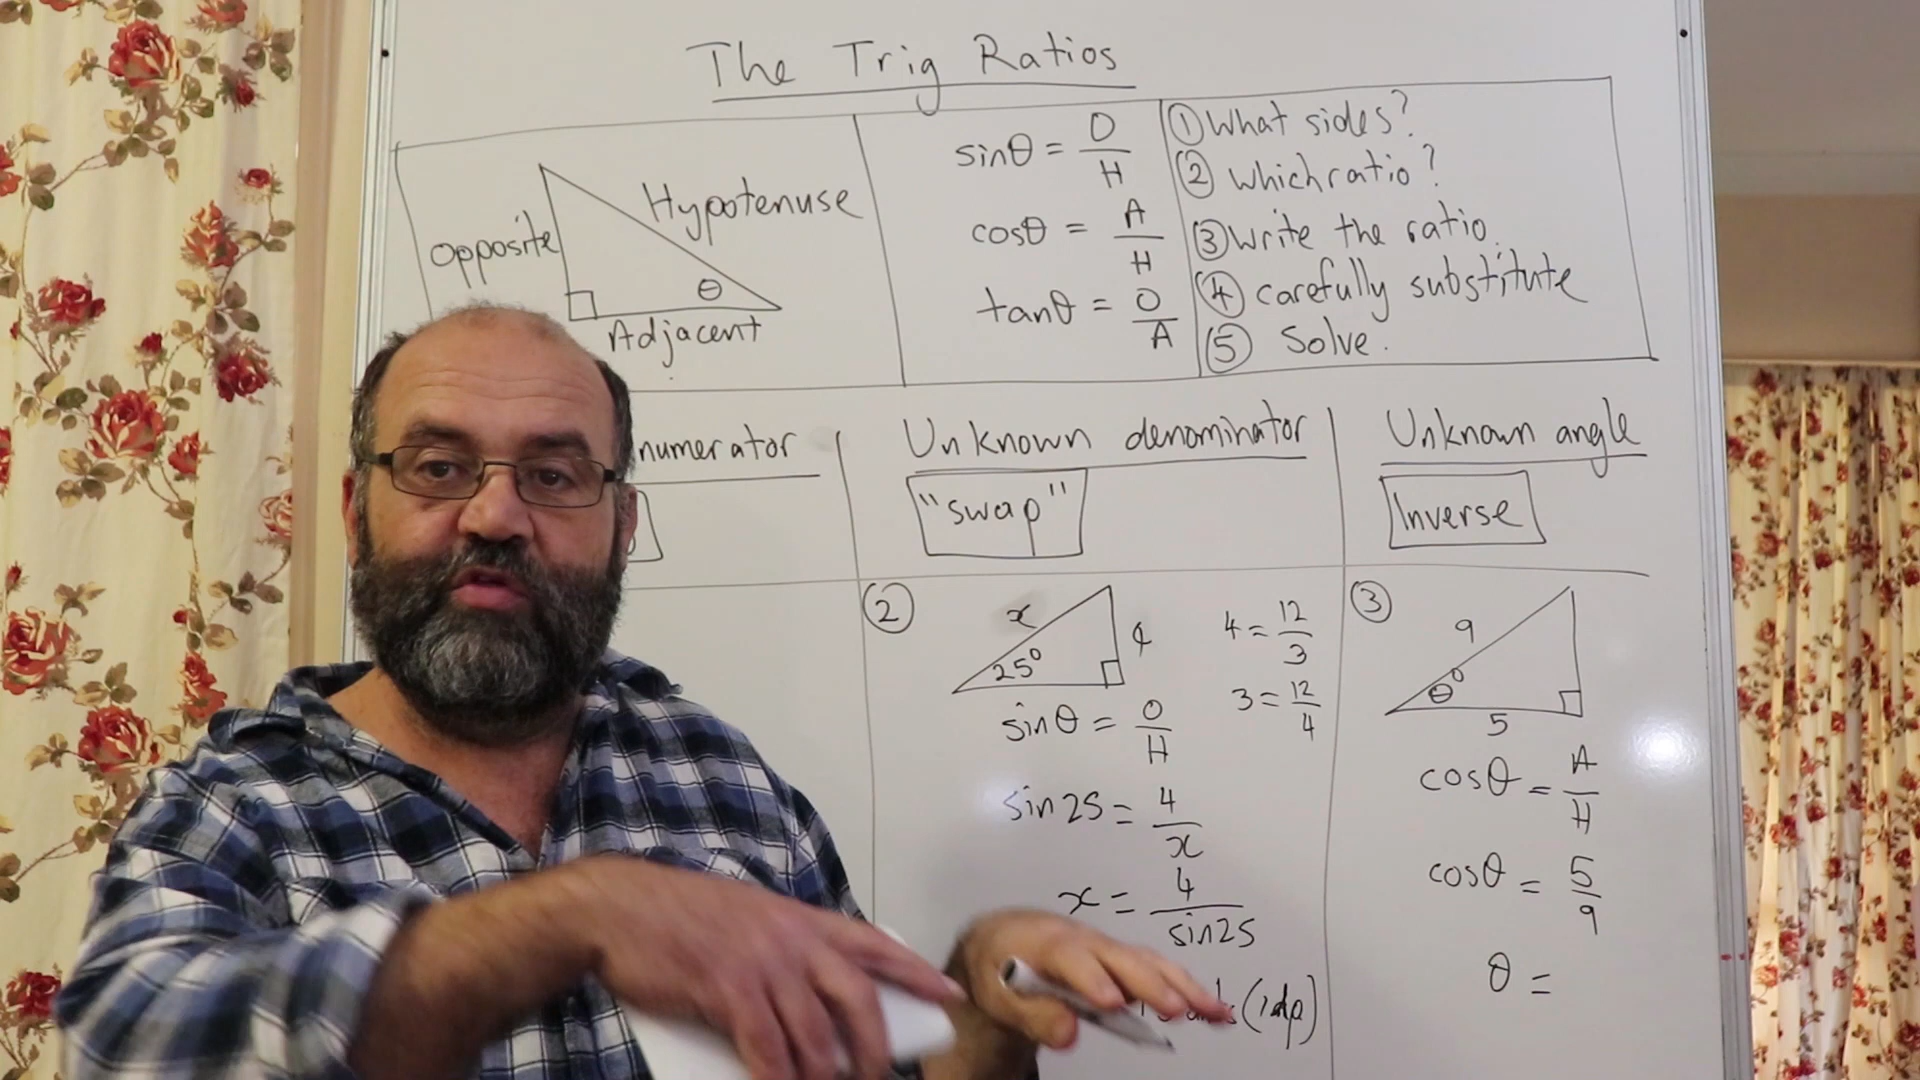 The Trig Ratios
Opposite
Hypotenuse
θ
Adjacent
sinθ = O/H
cosθ = A/H
tanθ = O/A
① What sides?
② Which ratio?
③ Write the ratio.
④ carefully substitute
⑤ Solve.
numerator
Unknown denominator
"swap"
Unknown angle
Inverse
②
x
25°
4
4 = 12/3
3 = 12/4
sinθ = O/H
sin25 = 4/x
x = 4/sin25
(1dp)
③
9
θ°
5
cosθ = A/H
cosθ = 5/9
θ =